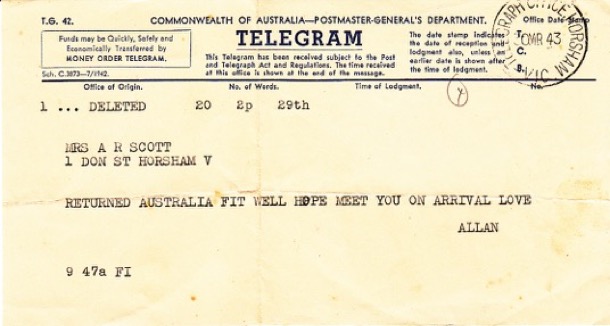 T.G. 42.
COMMONWEALTH OF AUSTRALIA—POSTMASTER-GENERAL'S DEPARTMENT.
Office Date Stamp
Funds may be Quickly, Safely and
Economically Transferred by
MONEY ORDER TELEGRAM.
Sch. C.3873—7/1942.
TELEGRAM
This Telegram has been received subject to the Post
and Telegraph Act and Regulations. The time received
at this office is shown at the end of the message.
The date stamp indicates
the date of reception and
lodgment also, unless an
earlier date is shown after
the time of lodgment.
TELEGRAPH OFFICE HORSHAM VIC
MR 43
Office of Origin. No. of Words. Time of Lodgment. No.
1 ... DELETED 20 2p 29th
MRS A R SCOTT
1 DON ST HORSHAM V
RETURNED AUSTRALIA FIT WELL HOPE MEET YOU ON ARRIVAL LOVE
ALLAN
9 47a FI